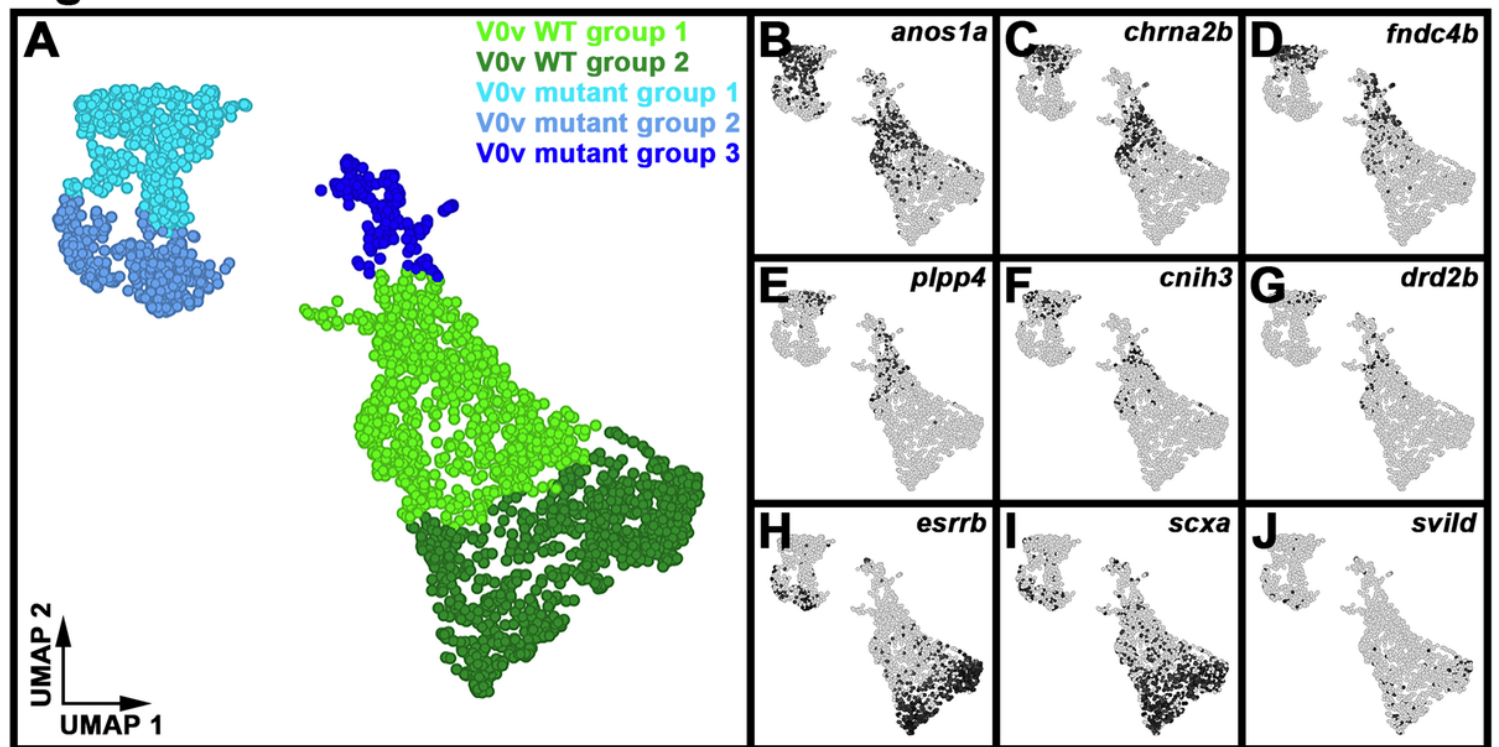 A
V0v WT group 1
V0v WT group 2
V0v mutant group 1
V0v mutant group 2
V0v mutant group 3
UMAP 2
UMAP 1
B
anos1a
C
chrna2b
D
fndc4b
E
plpp4
F
cnih3
G
drd2b
H
esrrb
I
scxa
J
svild